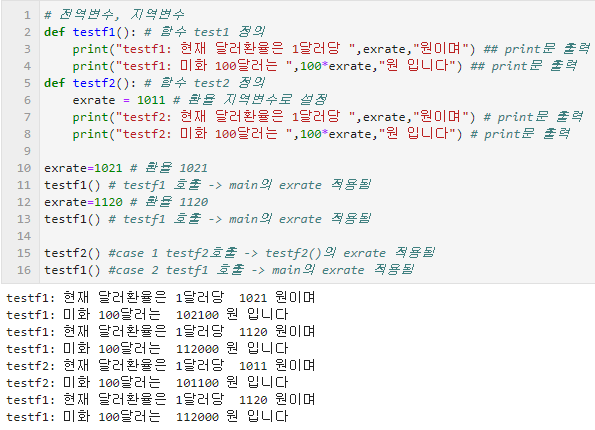 1 # 전역변수, 지역변수
2 def testf1(): # 함수 test1 정의
3 print("testf1: 현재 달러환율은 1달러당 ",exrate,"원이며") ## print문 출력
4 print("testf1: 미화 100달러는 ",100*exrate,"원 입니다") ## print문 출력
5 def testf2(): # 함수 test2 정의
6 exrate = 1011 # 환율 지역변수로 설정
7 print("testf2: 현재 달러환율은 1달러당 ",exrate,"원이며") # print문 출력
8 print("testf2: 미화 100달러는 ",100*exrate,"원 입니다") # print문 출력
9
10 exrate=1021 # 환율 1021
11 testf1() # testf1 호출 -> main의 exrate 적용됨
12 exrate=1120 # 환율 1120
13 testf1() # testf1 호출 -> main의 exrate 적용됨
14
15 testf2() #case 1 testf2호출 -> testf2()의 exrate 적용됨
16 testf1() #case 2 testf1 호출 -> main의 exrate 적용됨
testf1: 현재 달러환율은 1달러당  1021 원이며
testf1: 미화 100달러는  102100 원 입니다
testf1: 현재 달러환율은 1달러당  1120 원이며
testf1: 미화 100달러는  112000 원 입니다
testf2: 현재 달러환율은 1달러당  1011 원이며
testf2: 미화 100달러는  101100 원 입니다
testf1: 현재 달러환율은 1달러당  1120 원이며
testf1: 미화 100달러는  112000 원 입니다